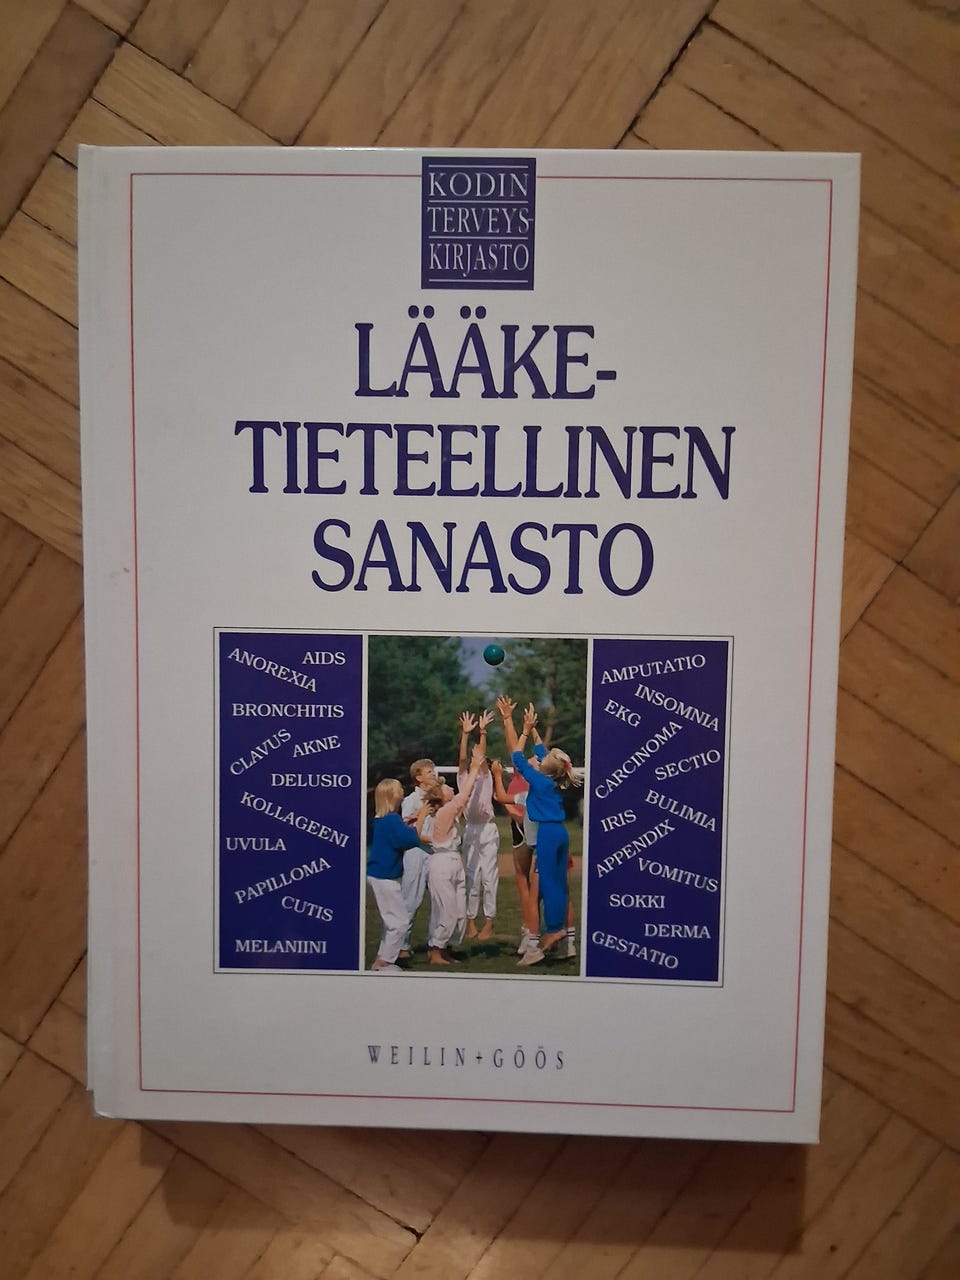 KODIN
TERVEYS-
KIRJASTO
LÄÄKE-
TIETEELLINEN
SANASTO
AIDS
ANOREXIA
BRONCHITIS
CLAVUS
AKNE
DELUSIO
KOLLAGEENI
UVULA
PAPILLOMA
CUTIS
MELANIINI
AMPUTATIO
INSOMNIA
EKG
CARCINOMA
SECTIO
BULIMIA
IRIS
APPENDIX
VOMITUS
SOKKI
DERMA
GESTATIO
WEILIN+GÖÖS